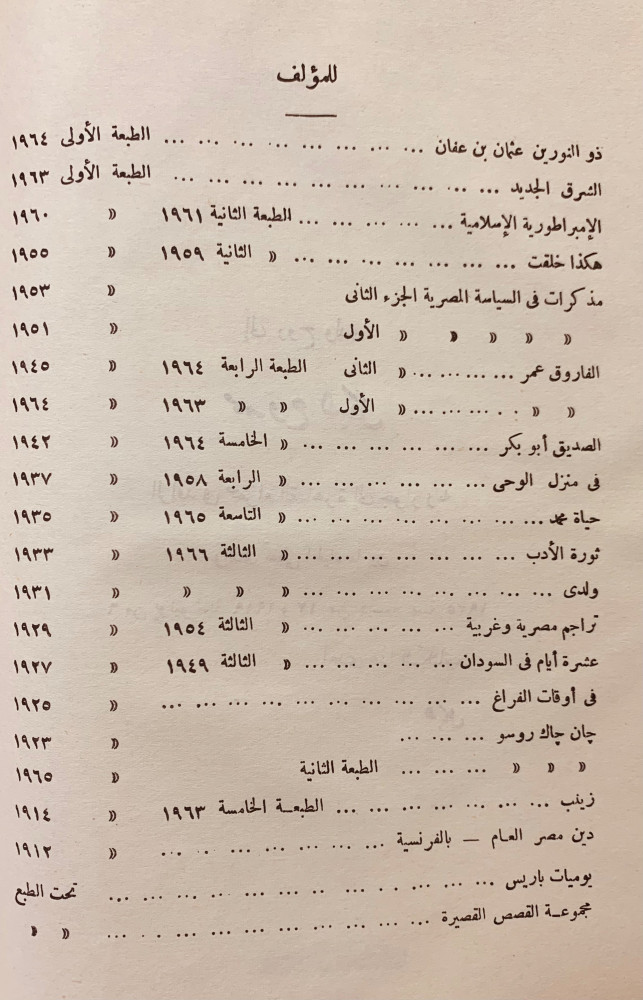 للمؤلف
ذو النورين عثمان بن عفان ... ... ... ... ... ... ... الطبعة الأولى ١٩٦٤
الشرق الجديد ... ... ... ... ... ... ... ... ... الطبعة الأولى ١٩٦٣
الإمبراطورية الإسلامية ... ... ... ... ... الطبعة الثانية ١٩٦١ » ١٩٦٠
هكذا خلقت ... ... ... ... ... ... ... » الثانية ١٩٥٩ » ١٩٥٥
مذكرات فى السياسة المصرية الجزء الثانى » ١٩٥٣
» » » » » الأول » ١٩٥١
الفاروق عمر ... ... ... ... » الثانى الطبعة الرابعة ١٩٦٤ » ١٩٤٥
» » ... ... ... » الأول » » ١٩٦٣ » ١٩٦٤
الصديق أبو بكر ... ... ... ... ... ... » الخامسة ١٩٦٤ » ١٩٤٢
فى منزل الوحى ... ... ... ... ... ... » الرابعة ١٩٥٨ » ١٩٣٧
حياة محمد ... ... ... ... ... ... ... ... » التاسعة ١٩٦٥ » ١٩٣٥
ثورة الأدب ... ... ... ... ... ... ... » الثالثة ١٩٦٦ » ١٩٣٣
ولدى ... ... ... ... ... ... ... ... » » » » ١٩٣١
تراجم مصرية وغربية ... ... ... ... ... » الثالثة ١٩٥٤ » ١٩٢٩
عشرة أيام فى السودان ... ... ... ... ... » الثالثة ١٩٤٩ » ١٩٢٧
فى أوقات الفراغ ... ... ... ... ... ... ... ... ... ... » ١٩٢٥
چان چاك روسو ... ... ... » ١٩٢٣
» » » ... ... ... الطبعة الثانية » ١٩٦٥
زينب ... ... ... ... ... ... ... الطبعة الخامسة ١٩٦٣ » ١٩١٤
دين مصر العام — بالفرنسية ... ... ... ... ... ... ... » ١٩١٢
يوميات باريس ... ... ... ... ... ... ... ... ... ... ... تحت الطبع
مجموعة القصص القصيرة ... ... ... ... ... ... ... ... ... » »